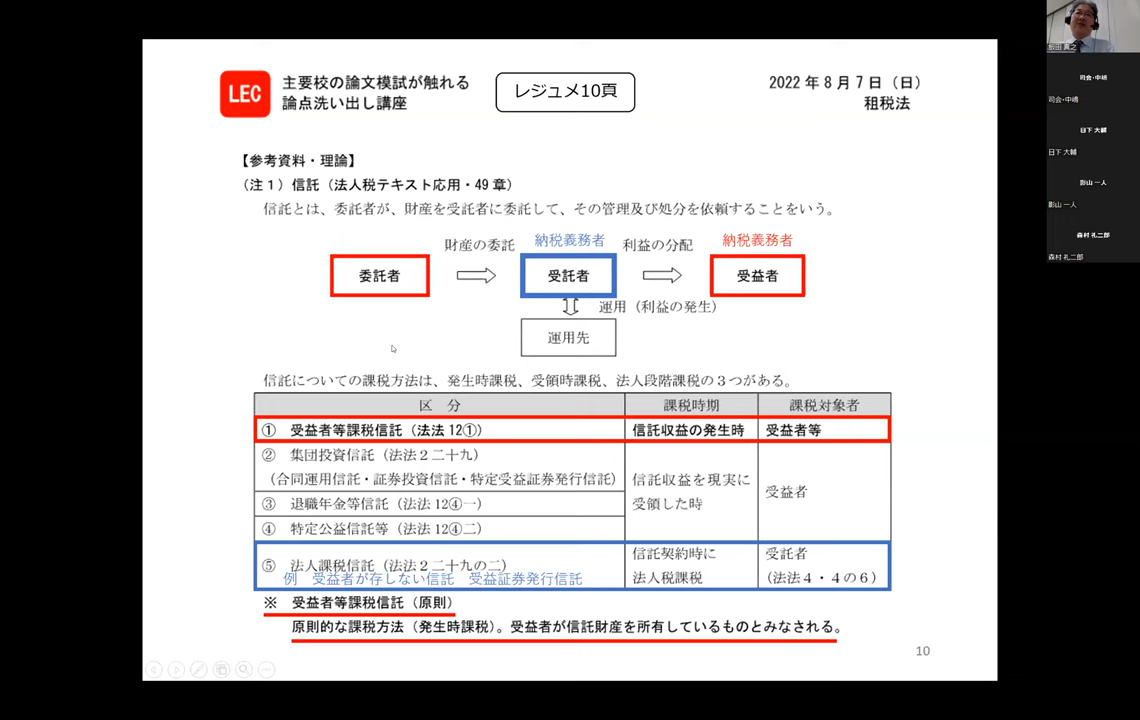 LEC
主要校の論文模試が触れる
論点洗い出し講座
レジュメ10頁
2022年8月7日（日）
租税法
【参考資料・理論】
（注１）信託（法人税テキスト応用・49章）
信託とは、委託者が、財産を受託者に委託して、その管理及び処分を依頼することをいう。
財産の委託
納税義務者
利益の分配
納税義務者
委託者
受託者
受益者
運用（利益の発生）
運用先
信託についての課税方法は、発生時課税、受領時課税、法人段階課税の３つがある。
区　分
課税時期
課税対象者
① 受益者等課税信託（法法12①）
信託収益の発生時
受益者等
② 集団投資信託（法法２二十九）
（合同運用信託・証券投資信託・特定受益証券発行信託）
信託収益を現実に
受領した時
受益者
③ 退職年金等信託（法法12④一）
④ 特定公益信託等（法法12④二）
⑤ 法人課税信託（法法２二十九の二）
例　受益者が存しない信託　受益証券発行信託
信託契約時に
法人税課税
受託者
（法法４・４の６）
※ 受益者等課税信託（原則）
原則的な課税方法（発生時課税）。受益者が信託財産を所有しているものとみなされる。
10
飯田 真之
司会・中嶋
司会・中嶋
日下 大輔
日下 大輔
影山 一人
影山 一人
森村 礼二郎
森村 礼二郎